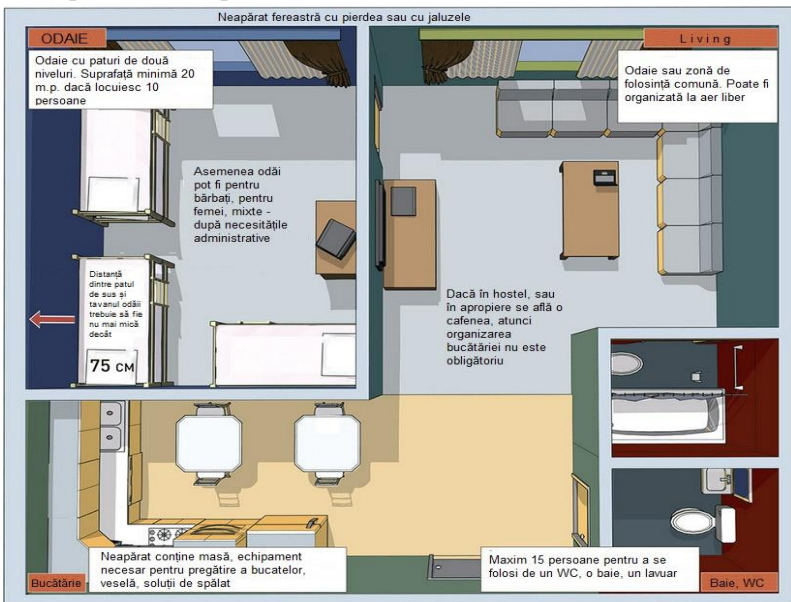 Neapărat fereastră cu pierdea sau cu jaluzele
ODAIE
Odaie cu paturi de două
niveluri. Suprafață minimă 20
m.p. dacă locuiesc 10
persoane
Living
Odaie sau zonă de
folosință comună. Poate fi
organizată la aer liber
Asemenea odăi
pot fi pentru
bărbați, pentru
femei, mixte -
după necesitățile
administrative
Distanță
dintre patul
de sus și
tavanul odăii
trebuie să fie
nu mai mică
decât
75 см
Dacă în hostel, sau
în apropiere se află o
cafenea, atunci
organizarea
bucătăriei nu este
obligătoriu
Neapărat conține masă, echipament
necesar pentru pregătire a bucatelor,
veselă, soluții de spălat
Bucătărie
Maxim 15 persoane pentru a se
folosi de un WC, o baie, un lavuar
Baie, WC